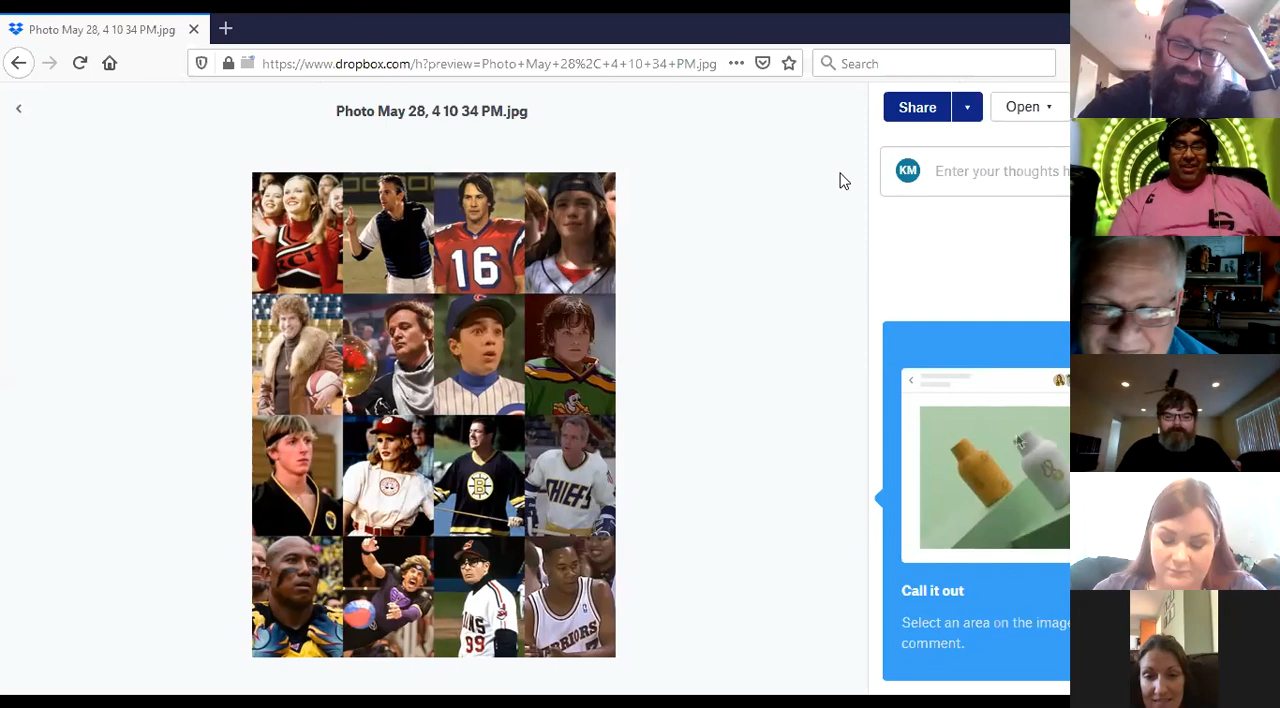 Photo May 28, 4 10 34 PM.jpg
https://www.dropbox.com/h?preview=Photo+May+28%2C+4+10+34+PM.jpg
Search
Photo May 28, 4 10 34 PM.jpg
Share
Open
KM
Enter your thoughts h
16
B
CHIEFS
99
Call it out
Select an area on the image
comment.